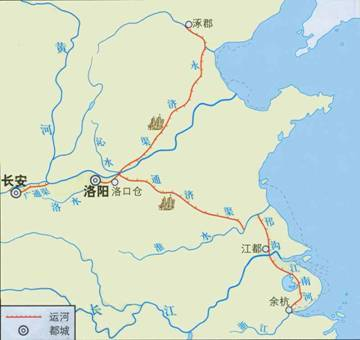 涿郡
永
济
渠
黄
河
沁
水
长安
广通渠
洛水
洛阳
洛口仓
通
济
渠
淮水
邗
沟
江都
江
南
河
余杭
长江
浙江
运河
都城